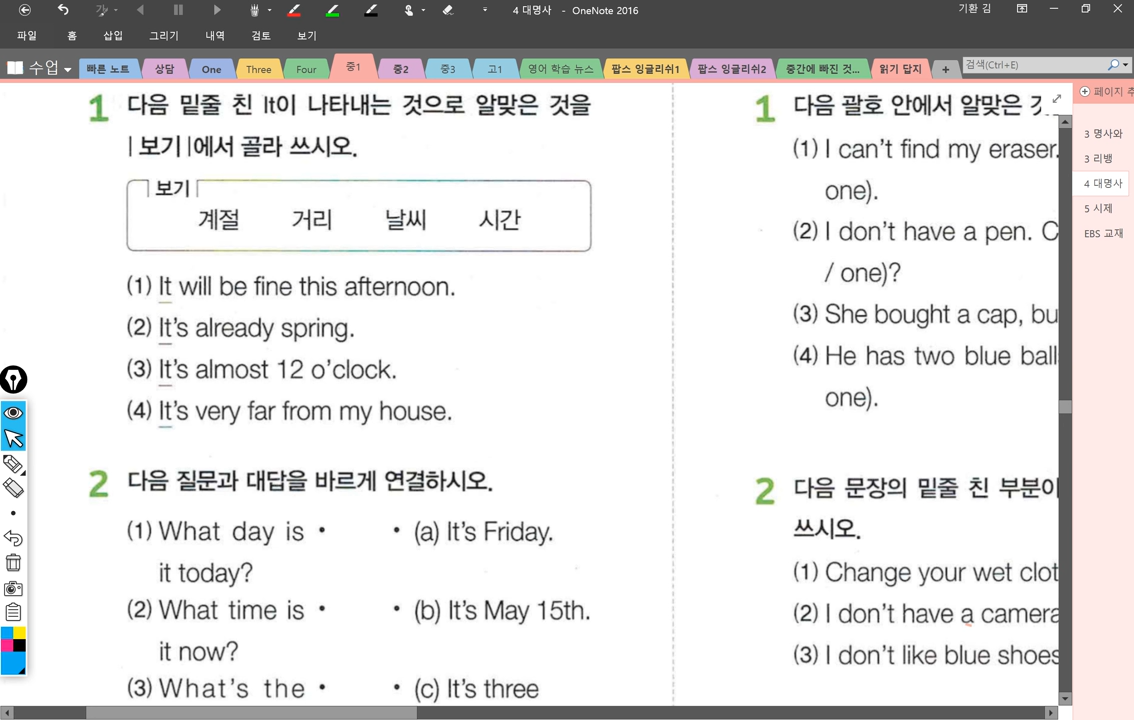 4 대명사 - OneNote 2016
기환 김
파일 홈 삽입 그리기 내역 검토 보기
수업 빠른 노트 상담 One Three Four 중1 중2 중3 고1 영어 학습 뉴스 팝스 잉글리쉬1 팝스 잉글리쉬2 중간에 빠진 것... 읽기 답지 + 검색(Ctrl+E)
페이지 추
3 명사와
3 리뱅
4 대명사
5 시제
EBS 교재
1 다음 밑줄 친 It이 나타내는 것으로 알맞은 것을
| 보기 |에서 골라 쓰시오.
보기
계절 거리 날씨 시간
(1) It will be fine this afternoon.
(2) It's already spring.
(3) It's almost 12 o'clock.
(4) It's very far from my house.
2 다음 질문과 대답을 바르게 연결하시오.
(1) What day is • • (a) It's Friday.
it today?
(2) What time is • • (b) It's May 15th.
it now?
(3) What's the • • (c) It's three
1 다음 괄호 안에서 알맞은
(1) I can't find my eraser.
one).
(2) I don't have a pen. C
/ one)?
(3) She bought a cap, bu
(4) He has two blue ball
one).
2 다음 문장의 밑줄 친 부분이
쓰시오.
(1) Change your wet clot
(2) I don't have a camera
(3) I don't like blue shoes